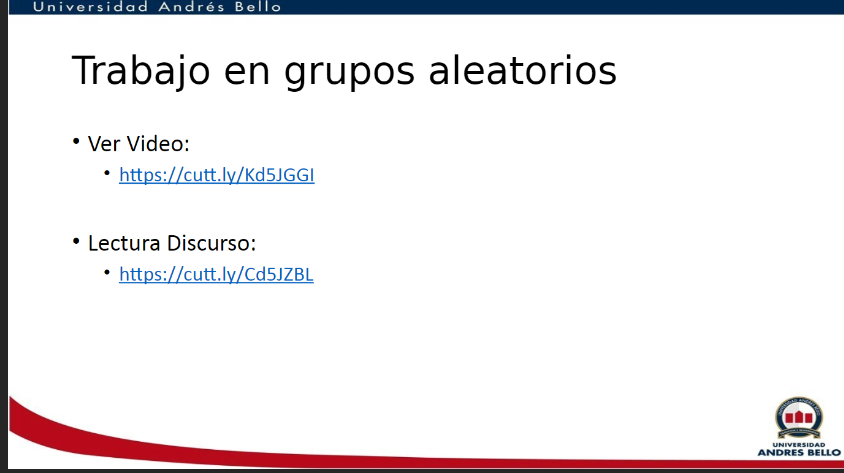 Universidad Andrés Bello
Trabajo en grupos aleatorios
• Ver Video:
• https://cutt.ly/Kd5JGGI
• Lectura Discurso:
• https://cutt.ly/Cd5JZBL
UNIVERSIDAD
ANDRES BELLO